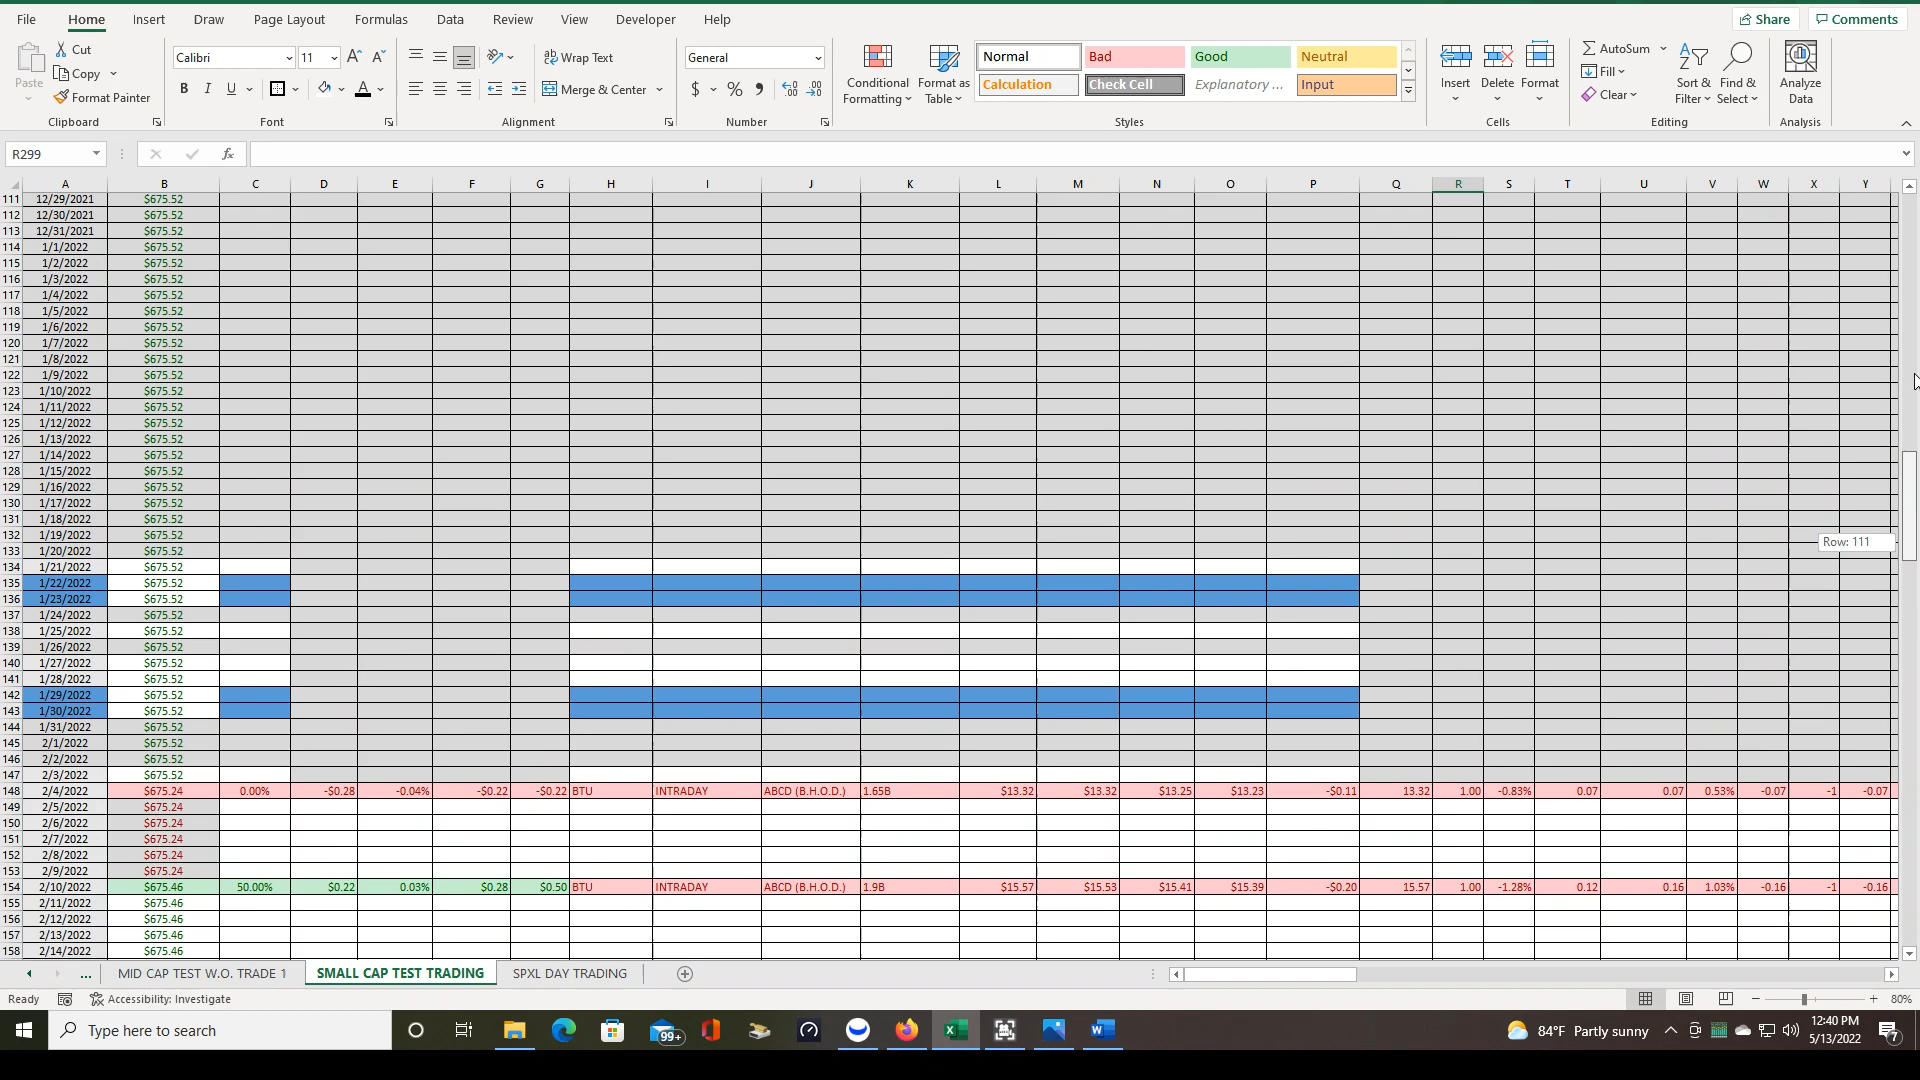 File Home Insert Draw Page Layout Formulas Data Review View Developer Help Share Comments
Paste Cut Copy Format Painter Clipboard
Calibri 11 A^ Aˇ B I U A Font
Wrap Text Merge & Center Alignment
General $ % 9 Number
Conditional Formatting Format as Table Normal Bad Good Neutral Calculation Check Cell Explanatory ... Input Styles
Insert Delete Format Cells
AutoSum Fill Clear Sort & Filter Find & Select Editing
Analyze Data Analysis
R299 fx
A B C D E F G H I J K L M N O P Q R S T U V W X Y
111 12/29/2021 $675.52
112 12/30/2021 $675.52
113 12/31/2021 $675.52
114 1/1/2022 $675.52
115 1/2/2022 $675.52
116 1/3/2022 $675.52
117 1/4/2022 $675.52
118 1/5/2022 $675.52
119 1/6/2022 $675.52
120 1/7/2022 $675.52
121 1/8/2022 $675.52
122 1/9/2022 $675.52
123 1/10/2022 $675.52
124 1/11/2022 $675.52
125 1/12/2022 $675.52
126 1/13/2022 $675.52
127 1/14/2022 $675.52
128 1/15/2022 $675.52
129 1/16/2022 $675.52
130 1/17/2022 $675.52
131 1/18/2022 $675.52
132 1/19/2022 $675.52
133 1/20/2022 $675.52 Row: 111
134 1/21/2022 $675.52
135 1/22/2022 $675.52
136 1/23/2022 $675.52
137 1/24/2022 $675.52
138 1/25/2022 $675.52
139 1/26/2022 $675.52
140 1/27/2022 $675.52
141 1/28/2022 $675.52
142 1/29/2022 $675.52
143 1/30/2022 $675.52
144 1/31/2022 $675.52
145 2/1/2022 $675.52
146 2/2/2022 $675.52
147 2/3/2022 $675.52
148 2/4/2022 $675.24 0.00% -$0.28 -0.04% -$0.22 -$0.22 BTU INTRADAY ABCD (B.H.O.D.) 1.65B $13.32 $13.32 $13.25 $13.23 -$0.11 13.32 1.00 -0.83% 0.07 0.07 0.53% -0.07 -1 -0.07
149 2/5/2022 $675.24
150 2/6/2022 $675.24
151 2/7/2022 $675.24
152 2/8/2022 $675.24
153 2/9/2022 $675.24
154 2/10/2022 $675.46 50.00% $0.22 0.03% $0.28 $0.50 BTU INTRADAY ABCD (B.H.O.D.) 1.9B $15.57 $15.53 $15.41 $15.39 -$0.20 15.57 1.00 -1.28% 0.12 0.16 1.03% -0.16 -1 -0.16
155 2/11/2022 $675.46
156 2/12/2022 $675.46
157 2/13/2022 $675.46
158 2/14/2022 $675.46
... MID CAP TEST W.O. TRADE 1 SMALL CAP TEST TRADING SPXL DAY TRADING
Ready Accessibility: Investigate 80%
Type here to search 99+ 84°F Partly sunny 12:40 PM
5/13/2022 7